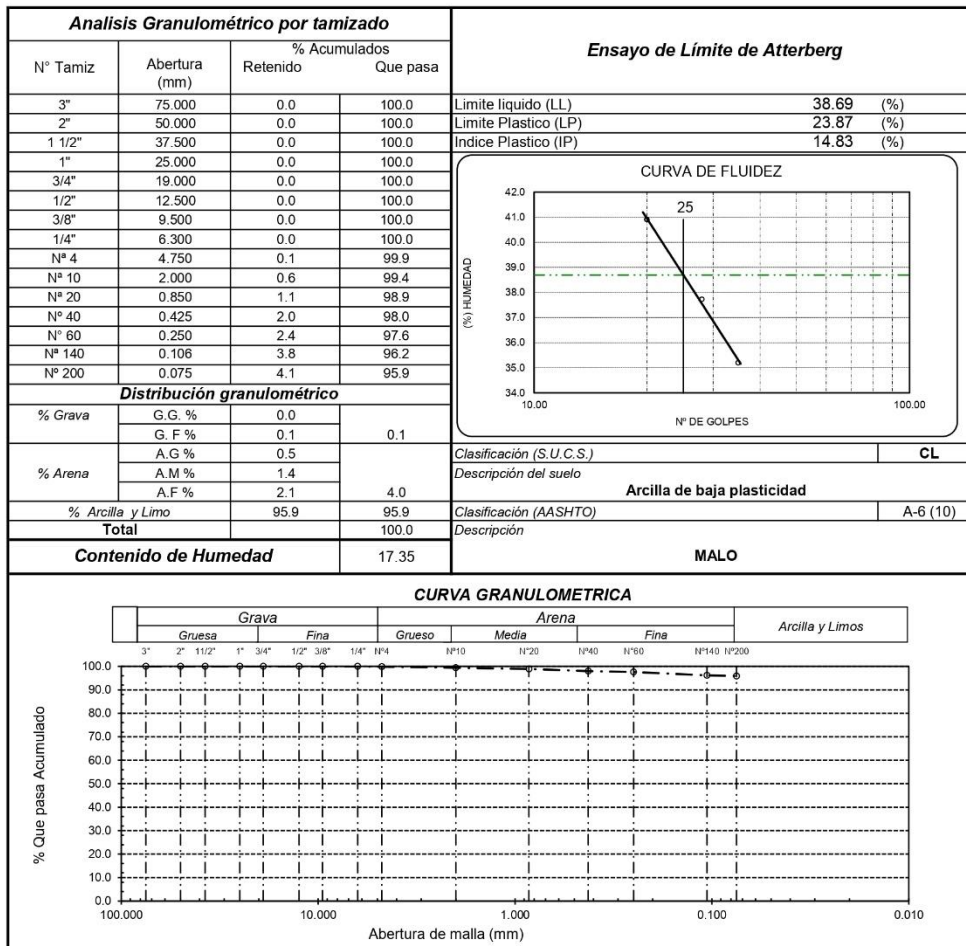 Analisis Granulométrico por tamizado
% Acumulados
N° Tamiz Abertura (mm) Retenido Que pasa
3" 75.000 0.0 100.0
2" 50.000 0.0 100.0
1 1/2" 37.500 0.0 100.0
1" 25.000 0.0 100.0
3/4" 19.000 0.0 100.0
1/2" 12.500 0.0 100.0
3/8" 9.500 0.0 100.0
1/4" 6.300 0.0 100.0
Nª 4 4.750 0.1 99.9
Nª 10 2.000 0.6 99.4
Nª 20 0.850 1.1 98.9
Nº 40 0.425 2.0 98.0
N° 60 0.250 2.4 97.6
Nª 140 0.106 3.8 96.2
Nº 200 0.075 4.1 95.9
Distribución granulométrico
% Grava G.G. % 0.0
G. F % 0.1 0.1
A.G % 0.5
% Arena A.M % 1.4
A.F % 2.1 4.0
% Arcilla y Limo 95.9 95.9
Total 100.0
Contenido de Humedad 17.35
Ensayo de Límite de Atterberg
Limite liquido (LL) 38.69 (%)
Limite Plastico (LP) 23.87 (%)
Indice Plastico (IP) 14.83 (%)
CURVA DE FLUIDEZ
25
(%) HUMEDAD
42.0
41.0
40.0
39.0
38.0
37.0
36.0
35.0
34.0
10.00 100.00
Nº DE GOLPES
Clasificación (S.U.C.S.) CL
Descripción del suelo
Arcilla de baja plasticidad
Clasificación (AASHTO) A-6 (10)
Descripción
MALO
CURVA GRANULOMETRICA
Grava Arena Arcilla y Limos
Gruesa Fina Grueso Media Fina
3" 2" 11/2" 1" 3/4" 1/2" 3/8" 1/4" Nº4 Nº10 Nº20 Nº40 Nº60 Nº140 Nº200
% Que pasa Acumulado
100.0
90.0
80.0
70.0
60.0
50.0
40.0
30.0
20.0
10.0
0.0
100.000 10.000 1.000 0.100 0.010
Abertura de malla (mm)